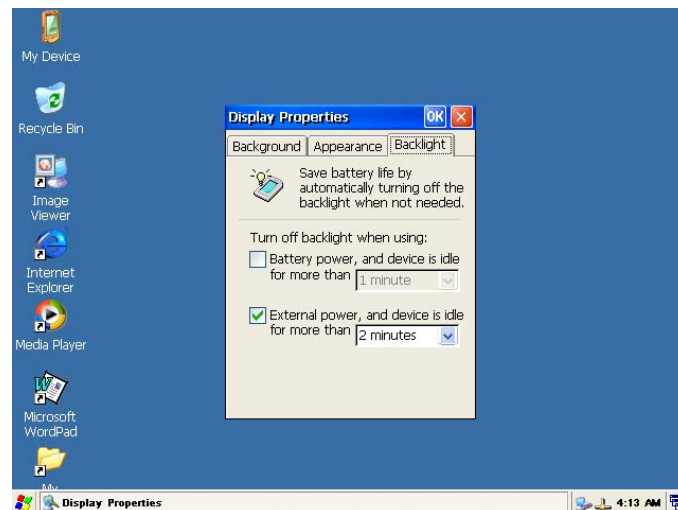 My Device
Recycle Bin
Image
Viewer
Internet
Explorer
Media Player
Microsoft
WordPad
My
Display Properties
OK
Background
Appearance
Backlight
Save battery life by
automatically turning off the
backlight when not needed.
Turn off backlight when using:
Battery power, and device is idle
for more than
1 minute
External power, and device is idle
for more than
2 minutes
Display Properties
4:13 AM